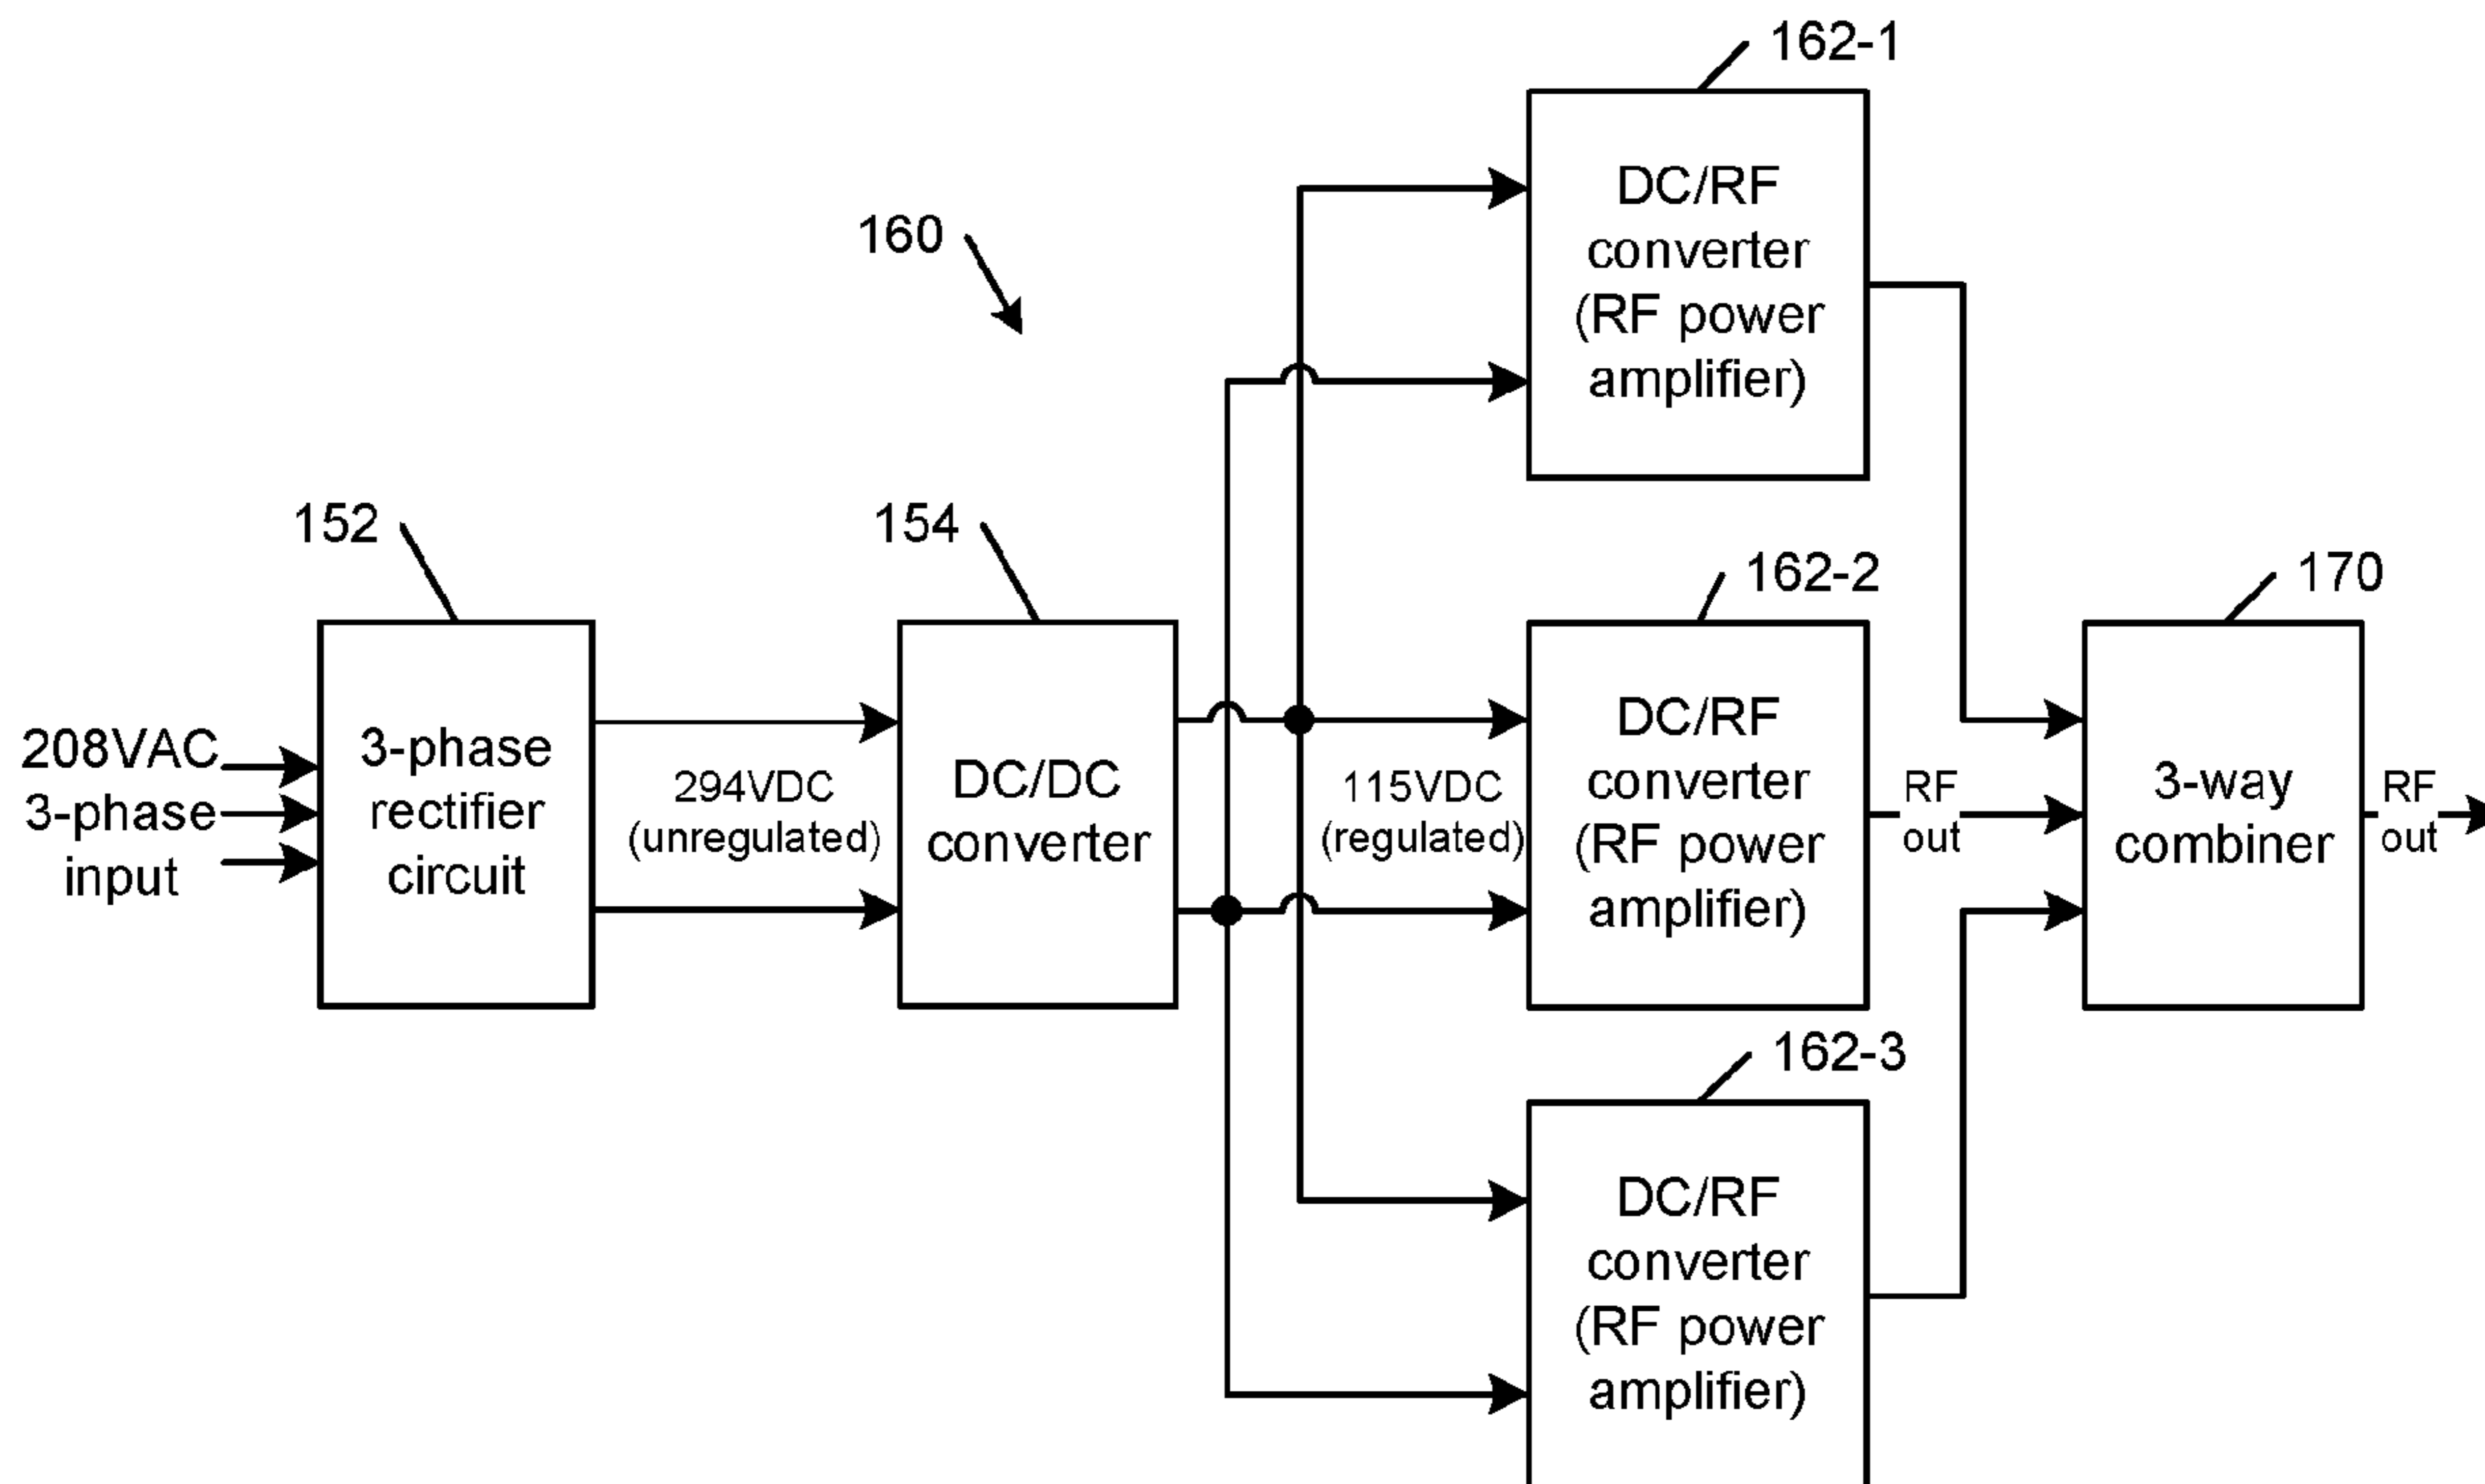 162-1
DC/RF
converter
(RF power
amplifier)
160
152
154
162-2
170
208VAC
3-phase
input
3-phase
rectifier
circuit
294VDC
(unregulated)
DC/DC
converter
115VDC
(regulated)
DC/RF
converter
(RF power
amplifier)
RF
out
3-way
combiner
RF
out
162-3
DC/RF
converter
(RF power
amplifier)